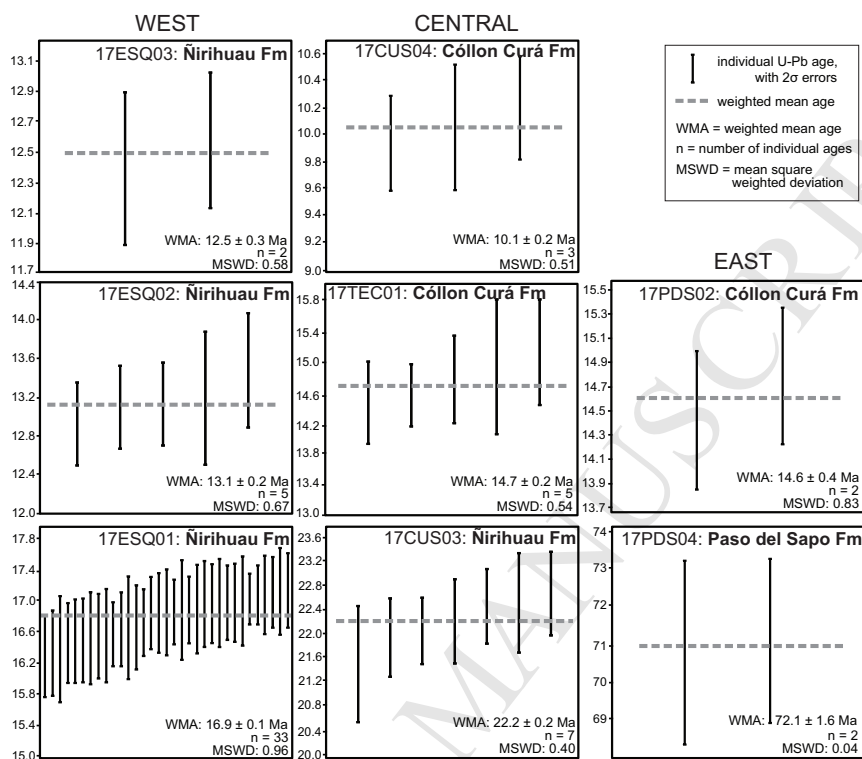 WEST
CENTRAL
17ESQ03: Ñirihuau Fm
13.1
12.9
12.7
12.5
12.3
12.1
11.9
11.7
WMA: 12.5 ± 0.3 Ma
n = 2
MSWD: 0.58
17CUS04: Cóllon Curá Fm
10.6
10.4
10.2
10.0
9.8
9.6
9.4
9.2
9.0
WMA: 10.1 ± 0.2 Ma
n = 3
MSWD: 0.51
individual U-Pb age,
with 2σ errors
weighted mean age
WMA = weighted mean age
n = number of individual ages
MSWD = mean square
weighted deviation
EAST
17ESQ02: Ñirihuau Fm
14.4
14.0
13.6
13.2
12.8
12.4
12.0
WMA: 13.1 ± 0.2 Ma
n = 5
MSWD: 0.67
17TEC01: Cóllon Curá Fm
15.8
15.4
15.0
14.6
14.2
13.8
13.4
13.0
WMA: 14.7 ± 0.2 Ma
n = 5
MSWD: 0.54
17PDS02: Cóllon Curá Fm
15.5
15.3
15.1
14.9
14.7
14.5
14.3
14.1
13.9
13.7
WMA: 14.6 ± 0.4 Ma
n = 2
MSWD: 0.83
17ESQ01: Ñirihuau Fm
17.8
17.4
17.0
16.6
16.2
15.8
15.4
15.0
WMA: 16.9 ± 0.1 Ma
n = 33
MSWD: 0.96
17CUS03: Ñirihuau Fm
23.6
23.2
22.8
22.4
22.0
21.6
21.2
20.8
20.4
20.0
WMA: 22.2 ± 0.2 Ma
n = 7
MSWD: 0.40
17PDS04: Paso del Sapo Fm
74
73
72
71
70
69
WMA: 72.1 ± 1.6 Ma
n = 2
MSWD: 0.04
MANUSCRIP